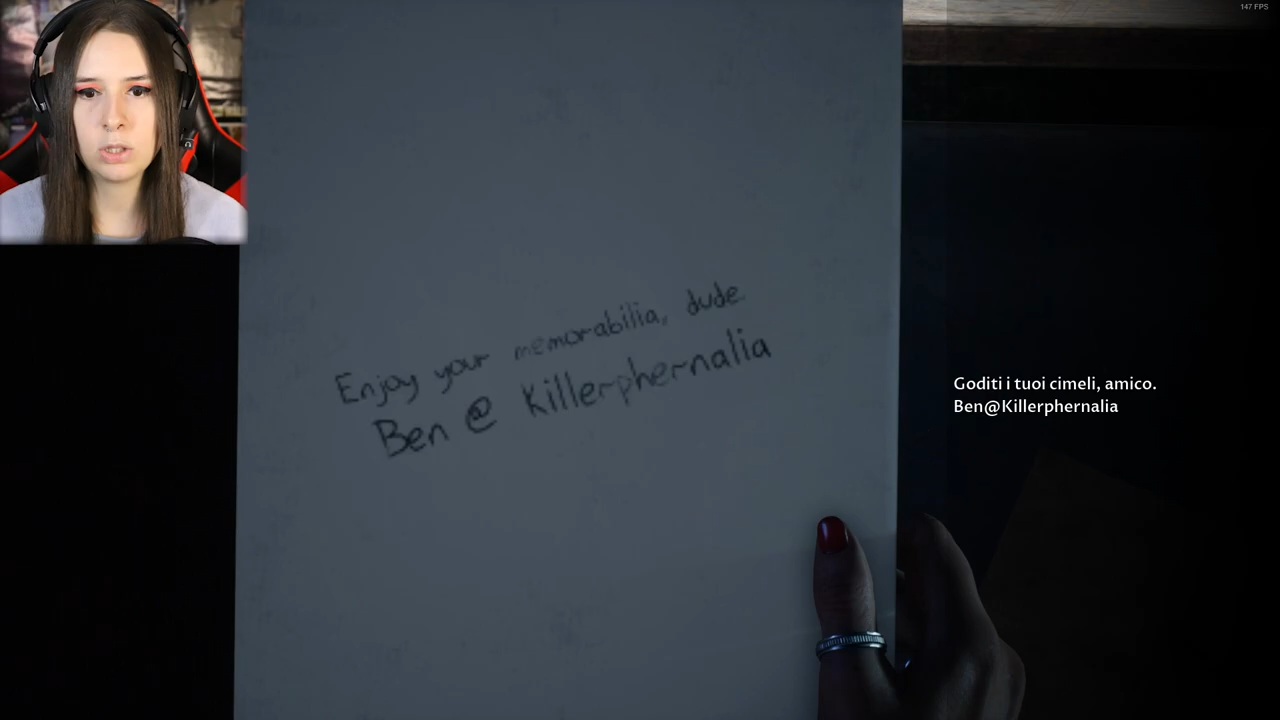 147 FPS
Enjoy your memorabilia, dude.
Ben @ Killerphernalia
Goditi i tuoi cimeli, amico.
Ben@Killerphernalia